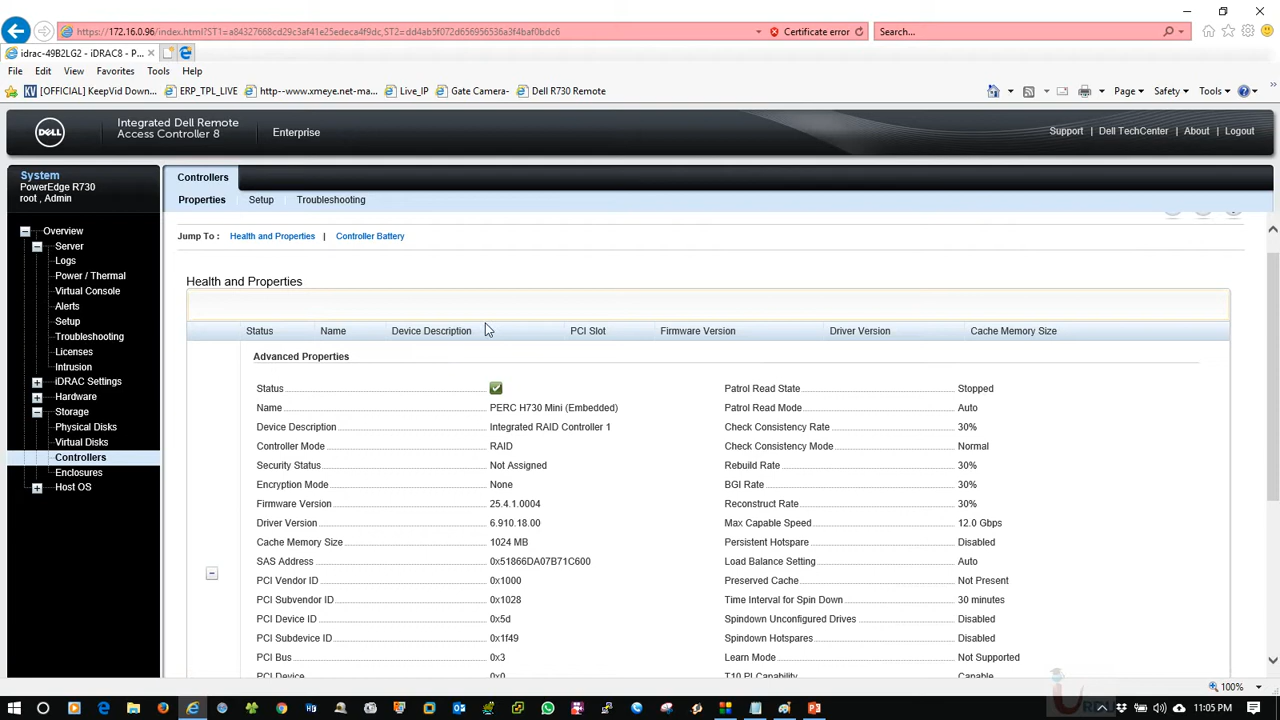 https://172.16.0.96/index.html?ST1=a84327668cd29c3af41e25edeca4f9dc,ST2=dd4ab5f072d656956536a3f4baf0bdc6
Certificate error
Search...
idrac-49B2LG2 - iDRAC8 - P...
File Edit View Favorites Tools Help
[OFFICIAL] KeepVid Down... ERP_TPL_LIVE http--www.xmeye.net-ma... Live_IP Gate Camera- Dell R730 Remote
Page Safety Tools
DELL
Integrated Dell Remote
Access Controller 8
Enterprise
Support | Dell TechCenter | About | Logout
System
PowerEdge R730
root , Admin
Overview
Server
Logs
Power / Thermal
Virtual Console
Alerts
Setup
Troubleshooting
Licenses
Intrusion
iDRAC Settings
Hardware
Storage
Physical Disks
Virtual Disks
Controllers
Enclosures
Host OS
Controllers
Properties Setup Troubleshooting
Jump To : Health and Properties | Controller Battery
Health and Properties
Status Name Device Description PCI Slot Firmware Version Driver Version Cache Memory Size
Advanced Properties
Status
Name PERC H730 Mini (Embedded)
Device Description Integrated RAID Controller 1
Controller Mode RAID
Security Status Not Assigned
Encryption Mode None
Firmware Version 25.4.1.0004
Driver Version 6.910.18.00
Cache Memory Size 1024 MB
SAS Address 0x51866DA07B71C600
PCI Vendor ID 0x1000
PCI Subvendor ID 0x1028
PCI Device ID 0x5d
PCI Subdevice ID 0x1f49
PCI Bus 0x3
PCI Device 0x0
Patrol Read State Stopped
Patrol Read Mode Auto
Check Consistency Rate 30%
Check Consistency Mode Normal
Rebuild Rate 30%
BGI Rate 30%
Reconstruct Rate 30%
Max Capable Speed 12.0 Gbps
Persistent Hotspare Disabled
Load Balance Setting Auto
Preserved Cache Not Present
Time Interval for Spin Down 30 minutes
Spindown Unconfigured Drives Disabled
Spindown Hotspares Disabled
Learn Mode Not Supported
T10 PI Capability Capable
100%
11:05 PM